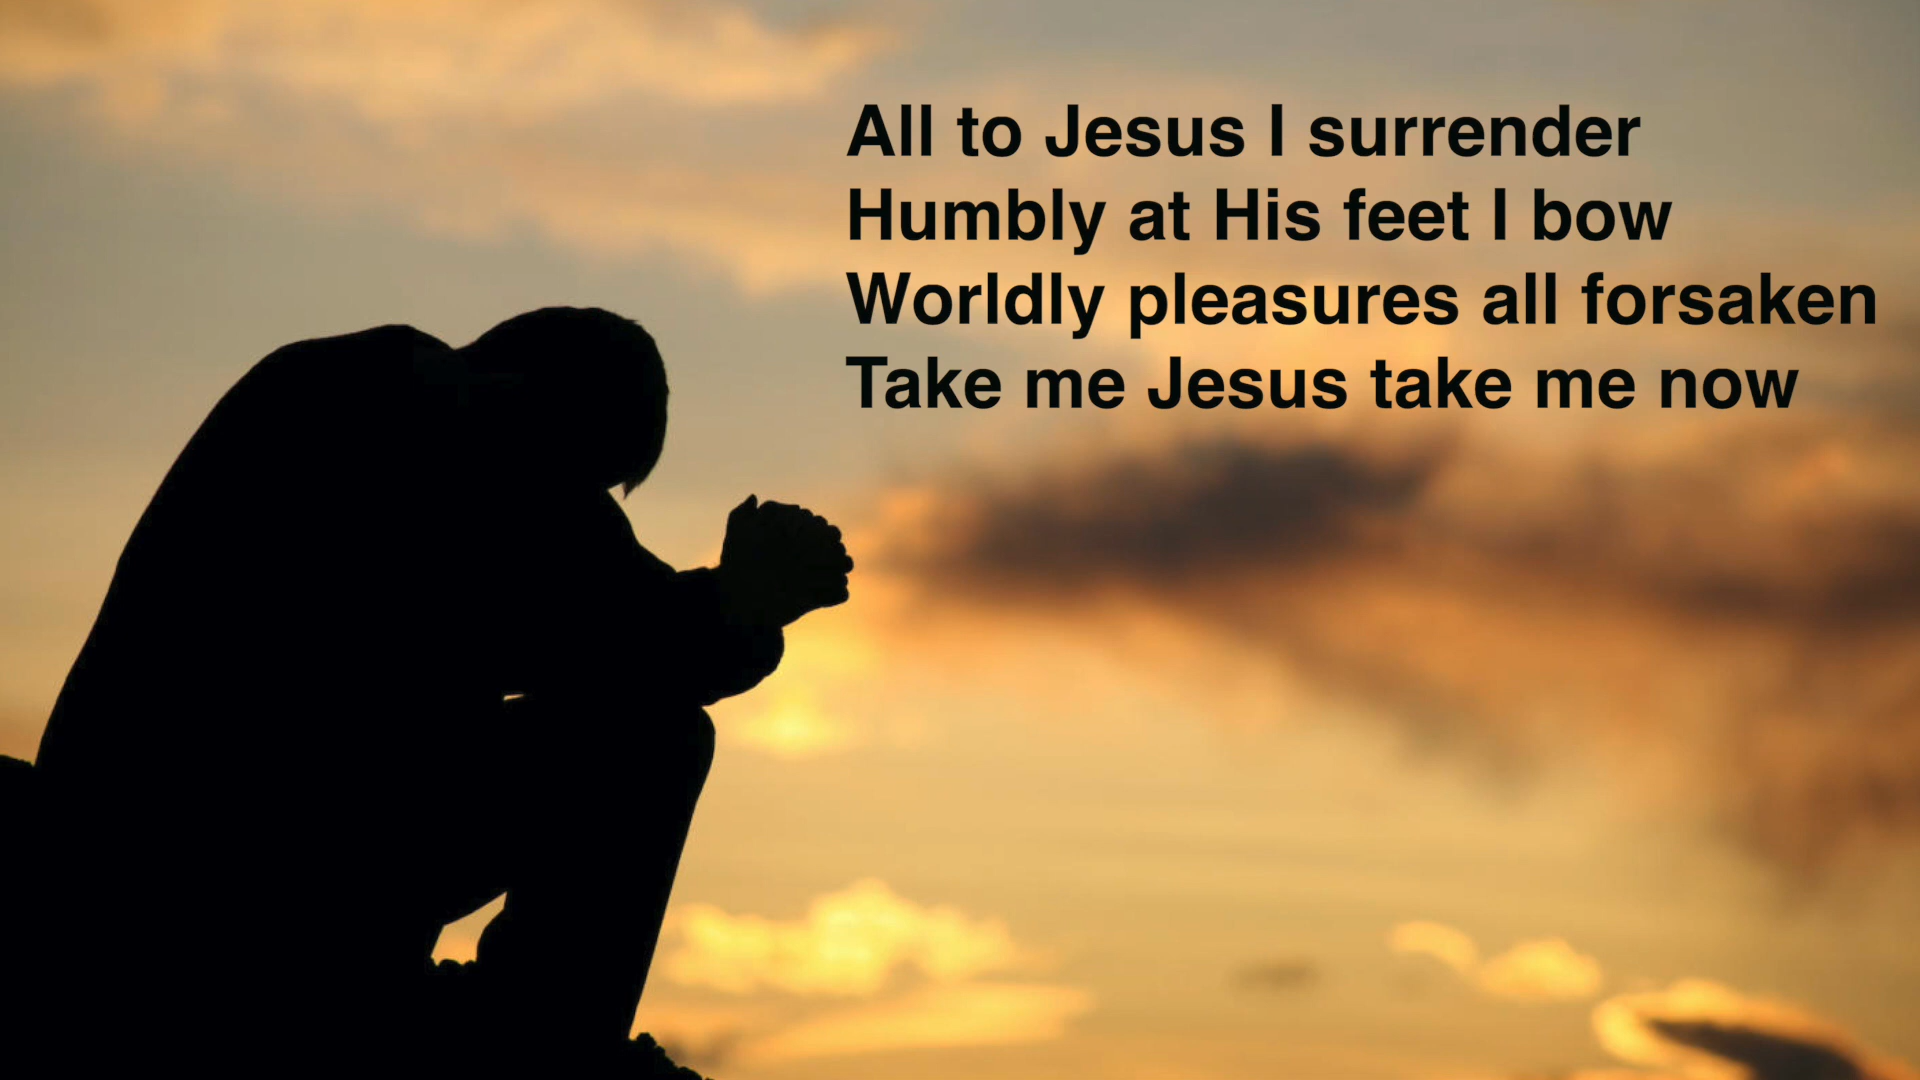 All to Jesus I surrender
Humbly at His feet I bow
Worldly pleasures all forsaken
Take me Jesus take me now